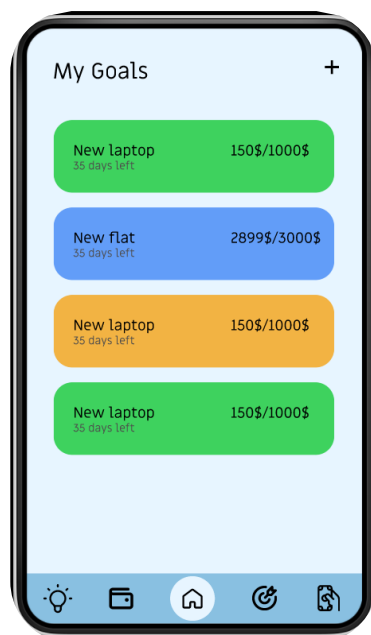 My Goals
+
New laptop 150$/1000$
35 days left
New flat 2899$/3000$
35 days left
New laptop 150$/1000$
35 days left
New laptop 150$/1000$
35 days left